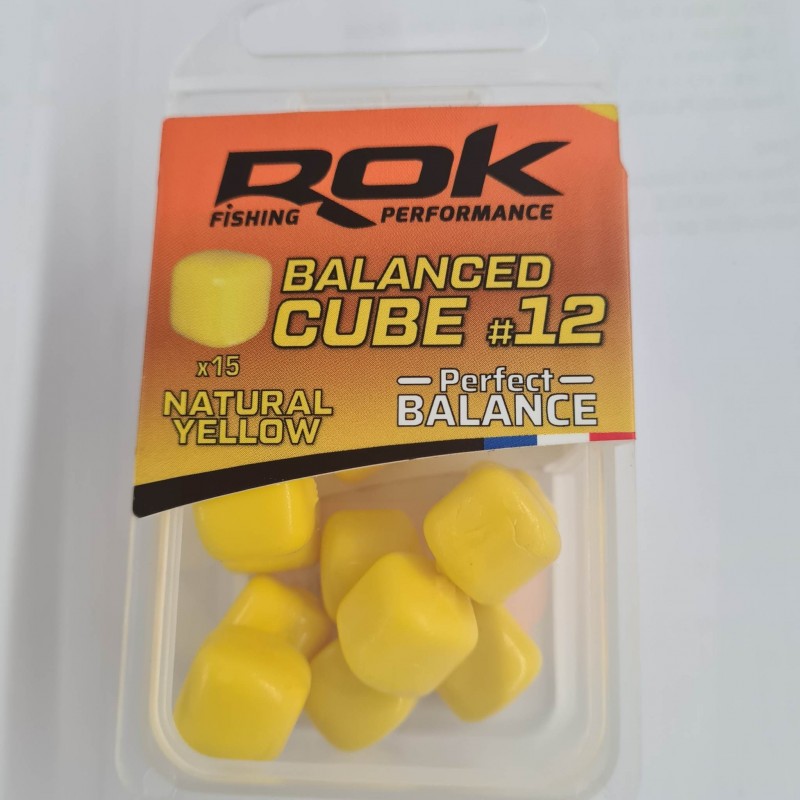 ROK
FiSHiNG PERFORMANCE
BALANCED
CUBE #12
x15
NATURAL
YELLOW
Perfect
BALANCE